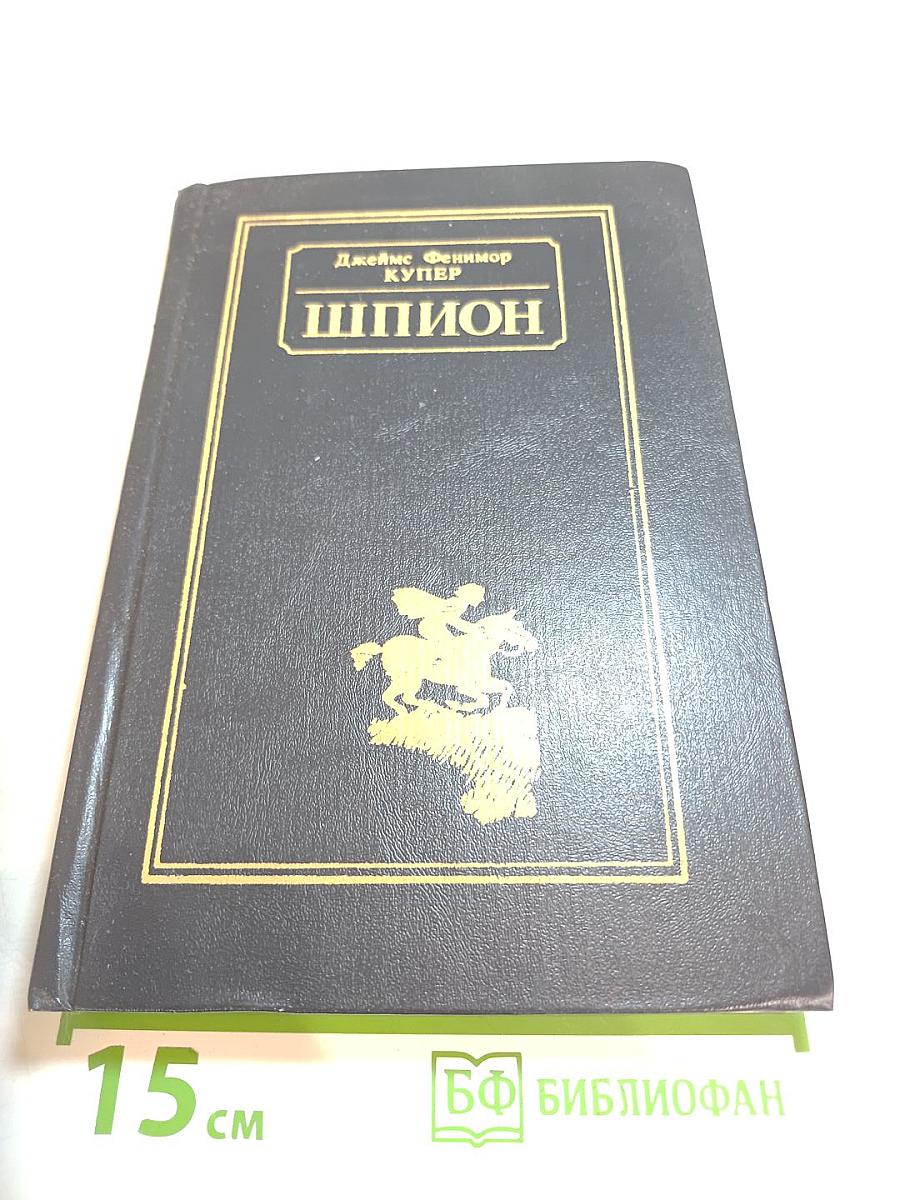 Джеймс Фенимор
КУПЕР
ШПИОН
15 см
БФ БИБЛИОФАН